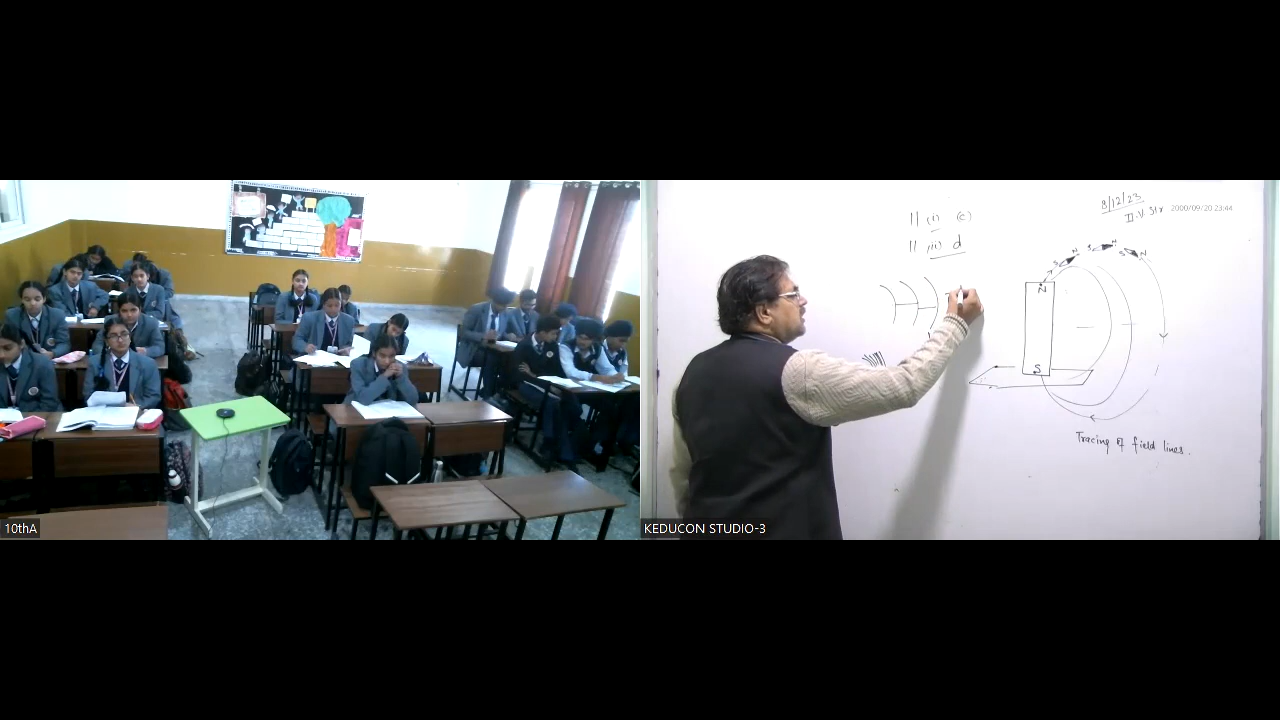 8/12/23
2000/09/20 23:44
11 (ii) (c)
11 (iii) d
S N
S N
S N
N
S
Tracing of field lines.
10thA
KEDUCON STUDIO-3